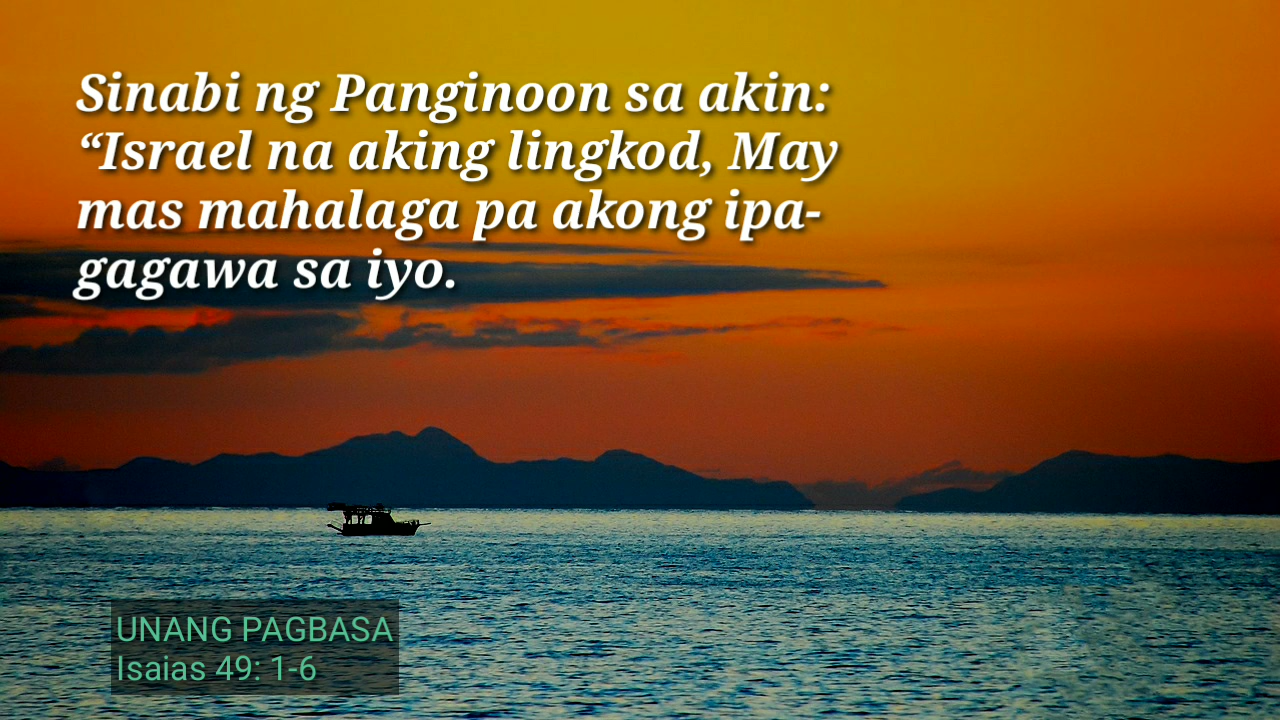 Sinabi ng Panginoon sa akin:
“Israel na aking lingkod, May
mas mahalaga pa akong ipa-
gagawa sa iyo.
UNANG PAGBASA
Isaias 49: 1-6